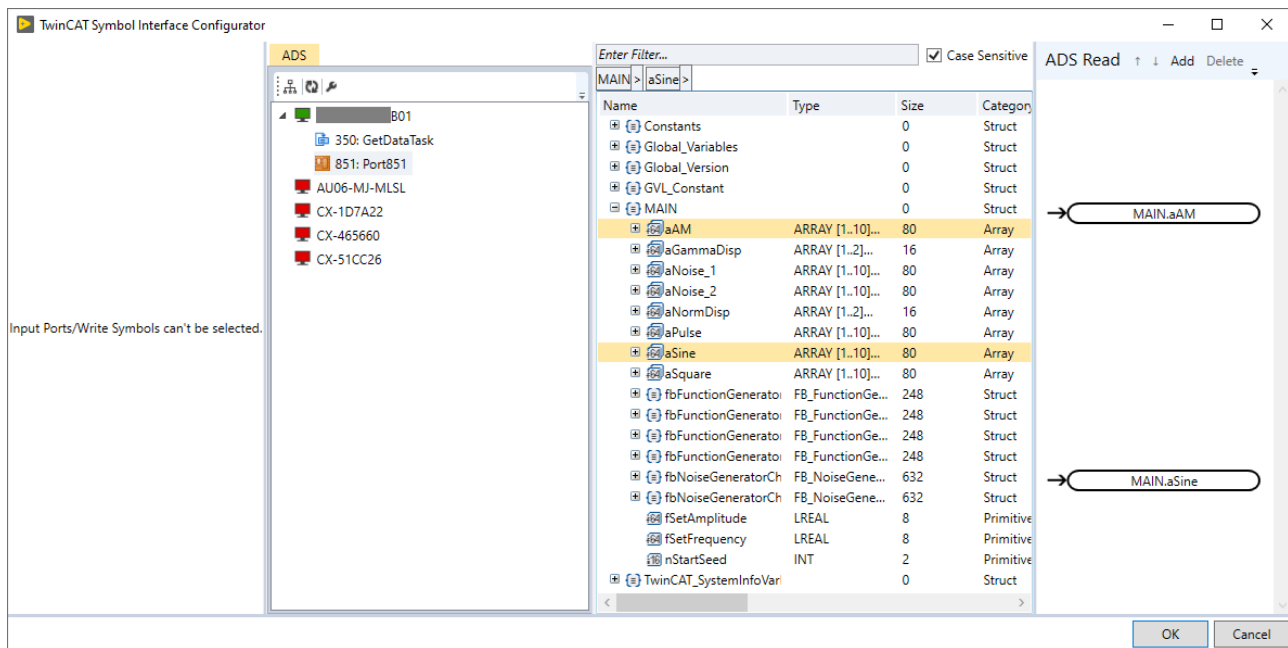 TwinCAT Symbol Interface Configurator
Input Ports/Write Symbols can't be selected.
ADS
B01
350: GetDataTask
851: Port851
AU06-MJ-MLSL
CX-1D7A22
CX-465660
CX-51CC26
Enter Filter... Case Sensitive
MAIN > aSine >
Name Type Size Category
Constants 0 Struct
Global_Variables 0 Struct
Global_Version 0 Struct
GVL_Constant 0 Struct
MAIN 0 Struct
aAM ARRAY [1..10]... 80 Array
aGammaDisp ARRAY [1..2]... 16 Array
aNoise_1 ARRAY [1..10]... 80 Array
aNoise_2 ARRAY [1..10]... 80 Array
aNormDisp ARRAY [1..2]... 16 Array
aPulse ARRAY [1..10]... 80 Array
aSine ARRAY [1..10]... 80 Array
aSquare ARRAY [1..10]... 80 Array
fbFunctionGenerator FB_FunctionGe... 248 Struct
fbFunctionGenerator FB_FunctionGe... 248 Struct
fbFunctionGenerator FB_FunctionGe... 248 Struct
fbFunctionGenerator FB_FunctionGe... 248 Struct
fbNoiseGeneratorCh FB_NoiseGene... 632 Struct
fbNoiseGeneratorCh FB_NoiseGene... 632 Struct
fSetAmplitude LREAL 8 Primitive
fSetFrequency LREAL 8 Primitive
nStartSeed INT 2 Primitive
TwinCAT_SystemInfoVarl 0 Struct
ADS Read ↑ ↓ Add Delete
MAIN.aAM
MAIN.aSine
OK Cancel